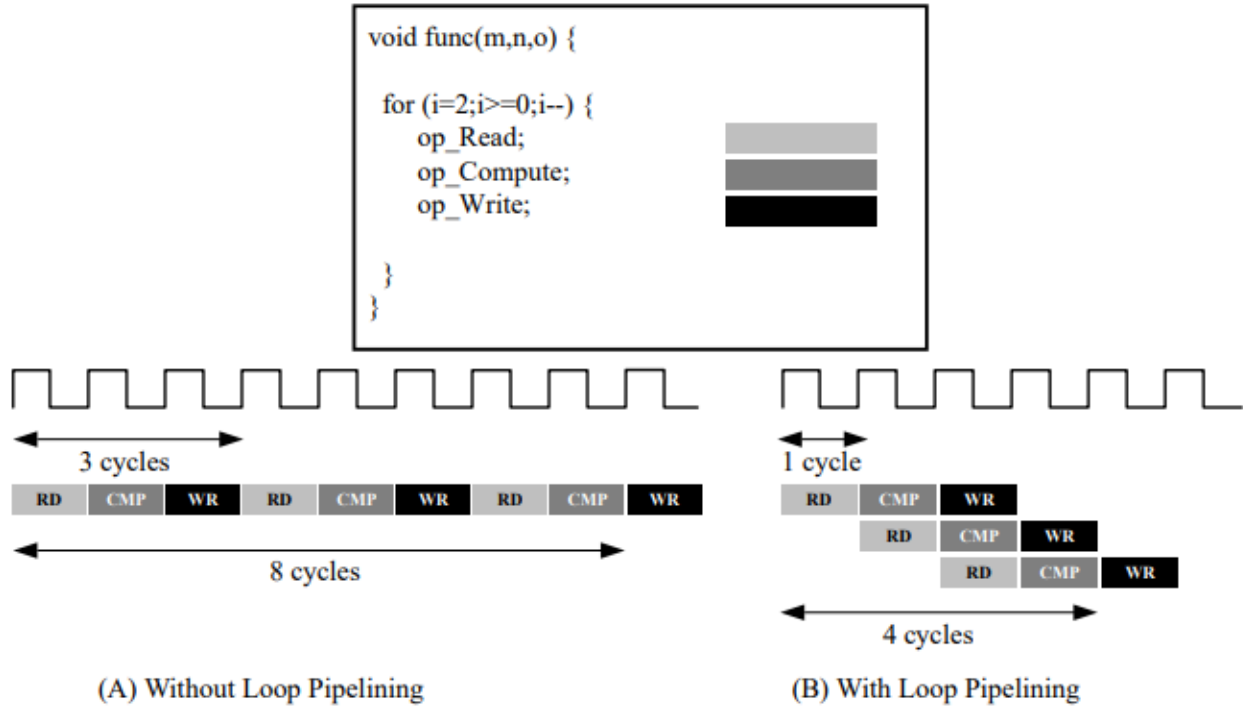 void func(m,n,o) {
for (i=2;i>=0;i--) {
op_Read;
op_Compute;
op_Write;
}
}
3 cycles
RD CMP WR RD CMP WR RD CMP WR
8 cycles
(A) Without Loop Pipelining
1 cycle
RD CMP WR
RD CMP WR
RD CMP WR
4 cycles
(B) With Loop Pipelining